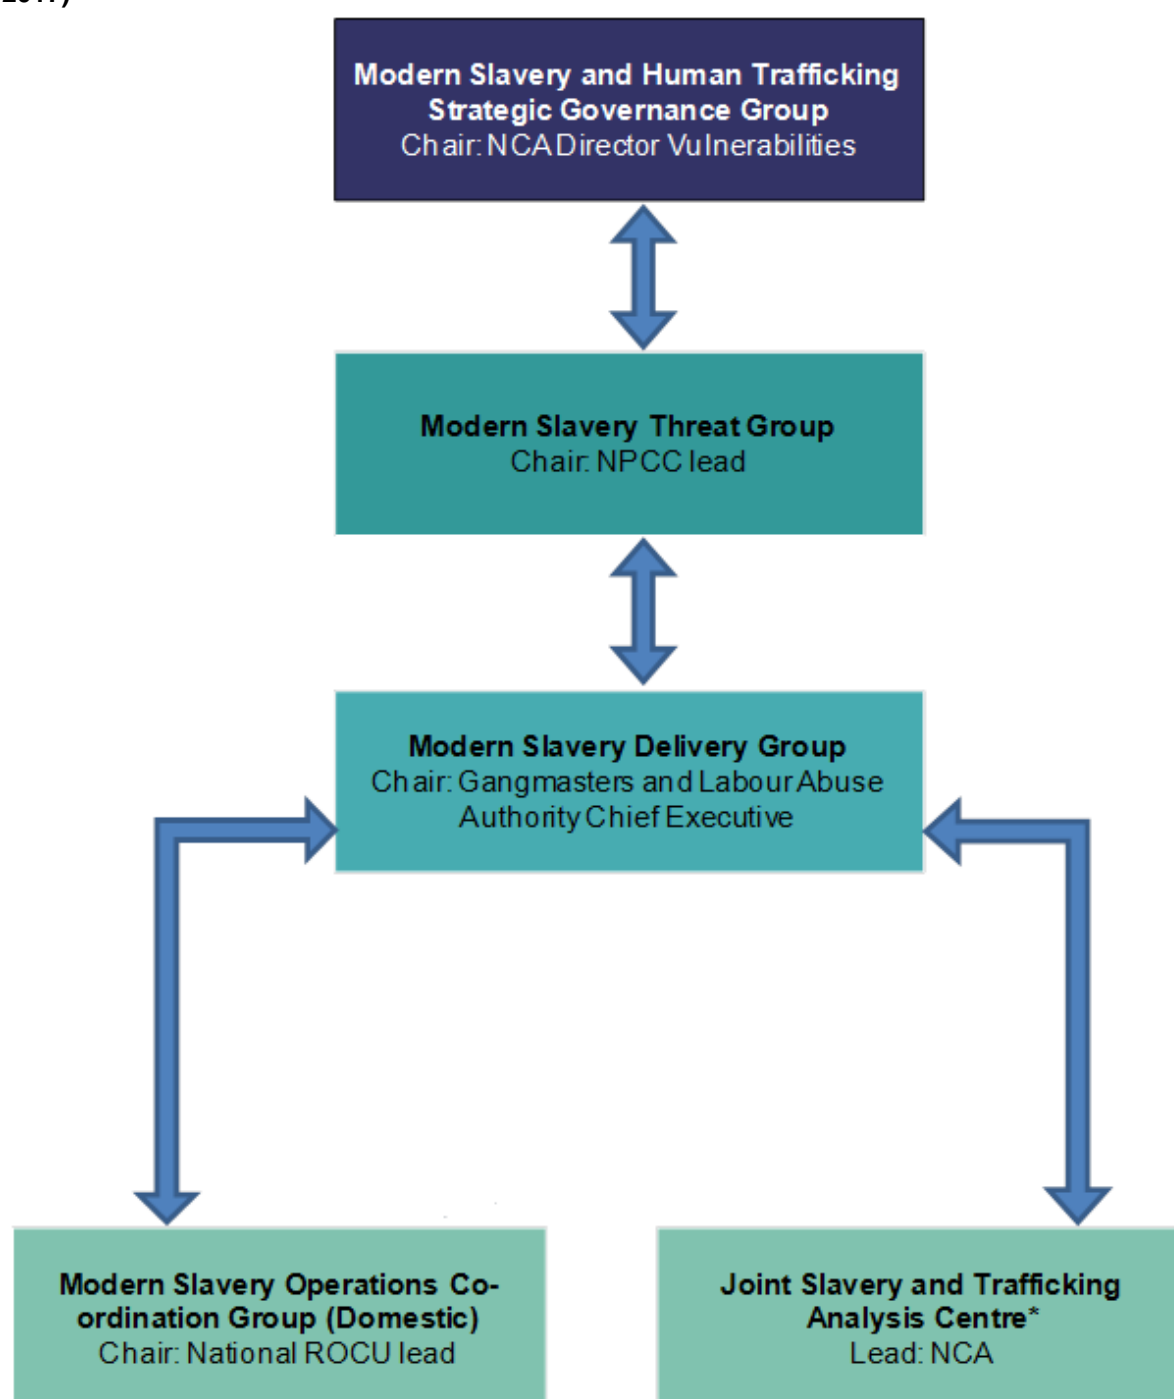 2017)
Modern Slavery and Human Trafficking
Strategic Governance Group
Chair: NCA Director Vulnerabilities
Modern Slavery Threat Group
Chair: NPCC lead
Modern Slavery Delivery Group
Chair: Gangmasters and Labour Abuse
Authority Chief Executive
Modern Slavery Operations Co-
ordination Group (Domestic)
Chair: National ROCU lead
Joint Slavery and Trafficking
Analysis Centre*
Lead: NCA